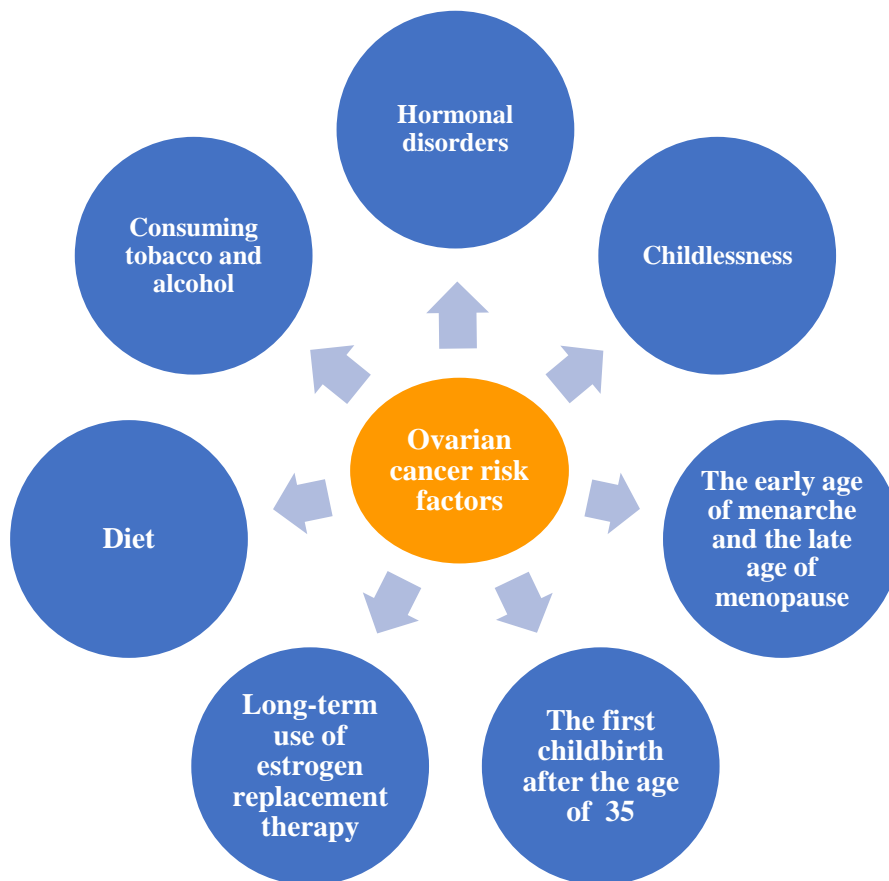 Hormonal
disorders
Childlessness
The early age
of menarche
and the late
age of
menopause
The first
childbirth
after the age
of 35
Long-term
use of
estrogen
replacement
therapy
Diet
Consuming
tobacco and
alcohol
Ovarian
cancer risk
factors